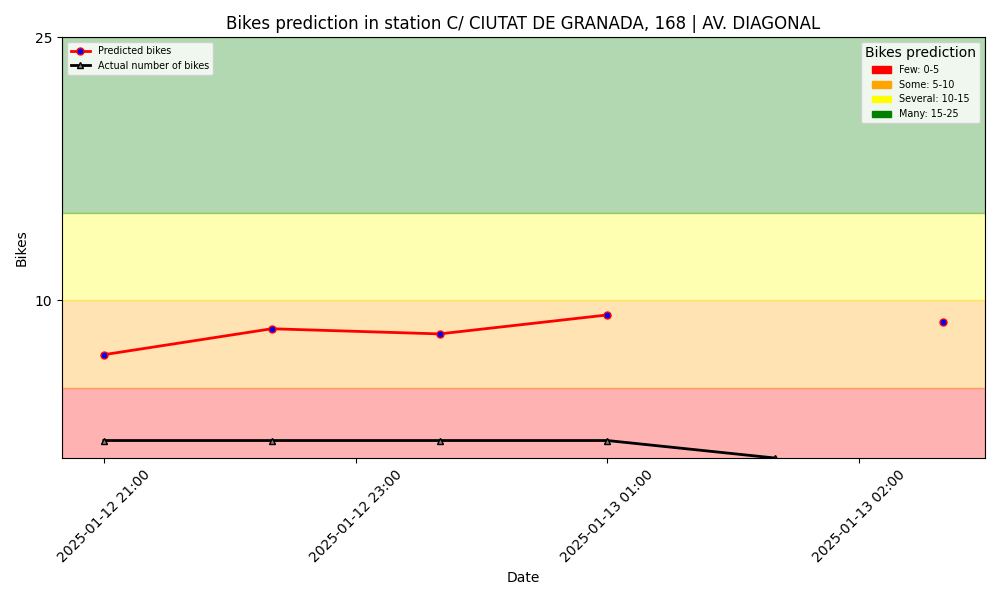 Bikes prediction in station C/ CIUTAT DE GRANADA, 168 | AV. DIAGONAL
Predicted bikes
Actual number of bikes
Bikes prediction
Few: 0-5
Some: 5-10
Several: 10-15
Many: 15-25
25
10
Bikes
2025-01-12 21:00
2025-01-12 23:00
2025-01-13 01:00
2025-01-13 02:00
Date